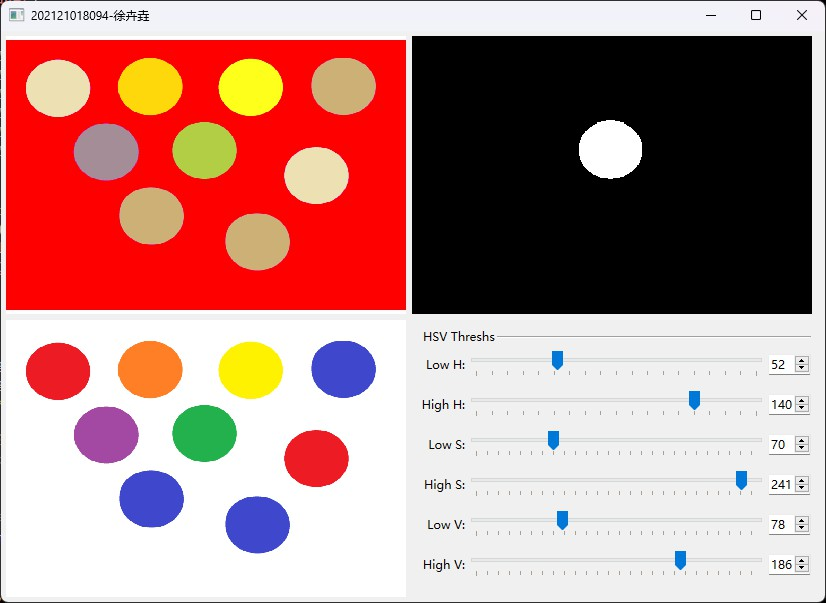 202121018094-徐卉垚
HSV Threshs
Low H: 52
High H: 140
Low S: 70
High S: 241
Low V: 78
High V: 186